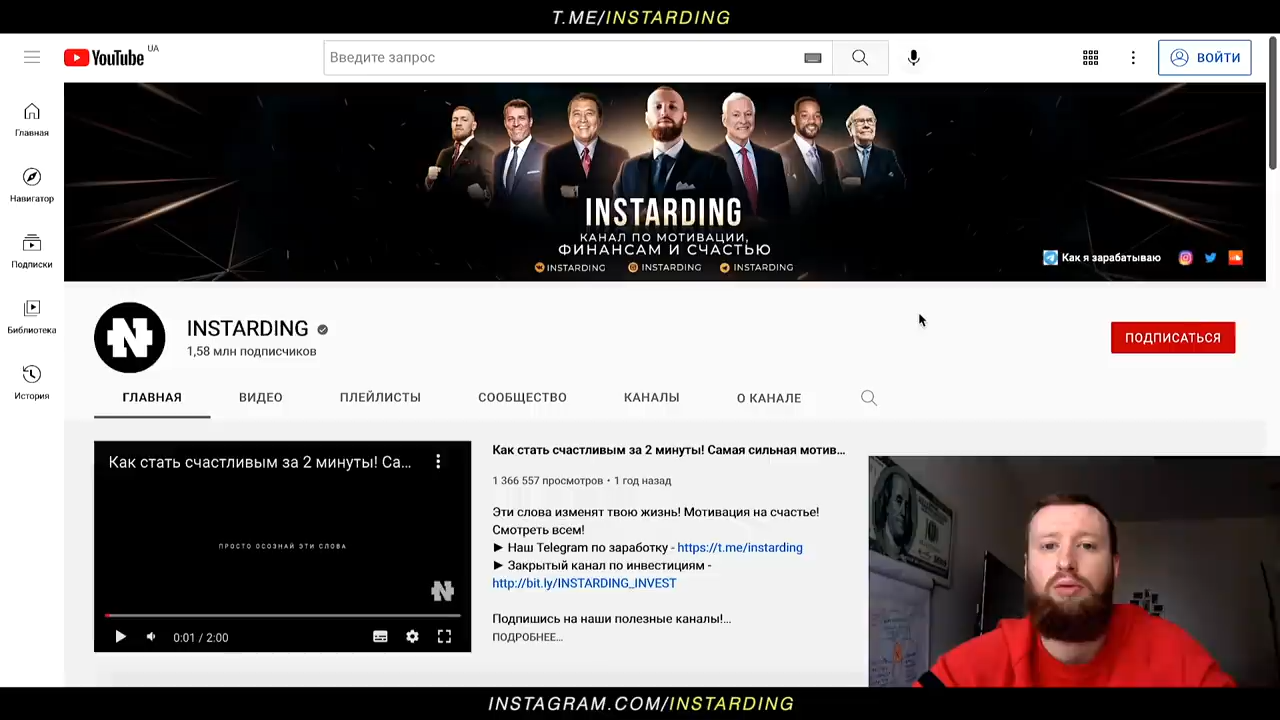 T.ME/INSTARDING
YouTube UA
Введите запрос
ВОЙТИ
Главная
Навигатор
Подписки
Библиотека
История
INSTARDING
КАНАЛ ПО МОТИВАЦИИ,
ФИНАНСАМ И СЧАСТЬЮ
INSTARDING INSTARDING INSTARDING
Как я зарабатываю
INSTARDING
1,58 млн подписчиков
ПОДПИСАТЬСЯ
ГЛАВНАЯ ВИДЕО ПЛЕЙЛИСТЫ СООБЩЕСТВО КАНАЛЫ О КАНАЛЕ
Как стать счастливым за 2 минуты! Са...
ПРОСТО ОСОЗНАЙ ЭТИ СЛОВА
0:01 / 2:00
Как стать счастливым за 2 минуты! Самая сильная мотив...
1 366 557 просмотров • 1 год назад
Эти слова изменят твою жизнь! Мотивация на счастье!
Смотреть всем!
► Наш Telegram по заработку - https://t.me/instarding
► Закрытый канал по инвестициям -
http://bit.ly/INSTARDING_INVEST
Подпишись на наши полезные каналы!...
ПОДРОБНЕЕ...
INSTAGRAM.COM/INSTARDING